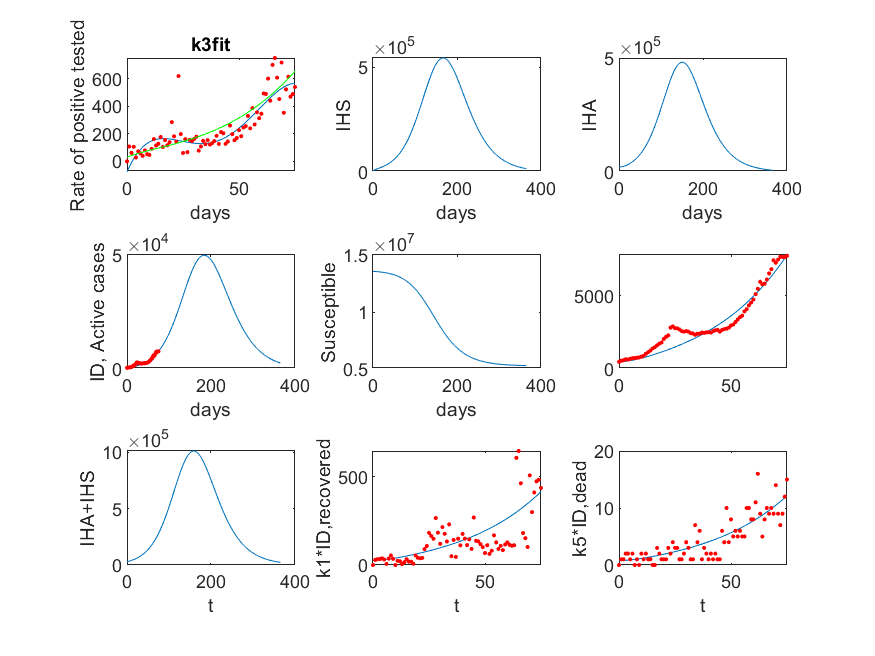 k3fit
Rate of positive tested
600
400
200
0
0 50
days
×10^5
IHS
5
0
0 200 400
days
×10^5
IHA
5
0
0 200 400
days
×10^4
ID, Active cases
5
0
0 200 400
days
×10^7
Susceptible
1.5
1
0.5
0 200 400
days
5000
0
0 50
×10^5
IHA+IHS
10
5
0
0 200 400
t
k1*ID,recovered
500
0
0 50
t
k5*ID,dead
20
10
0
0 50
t